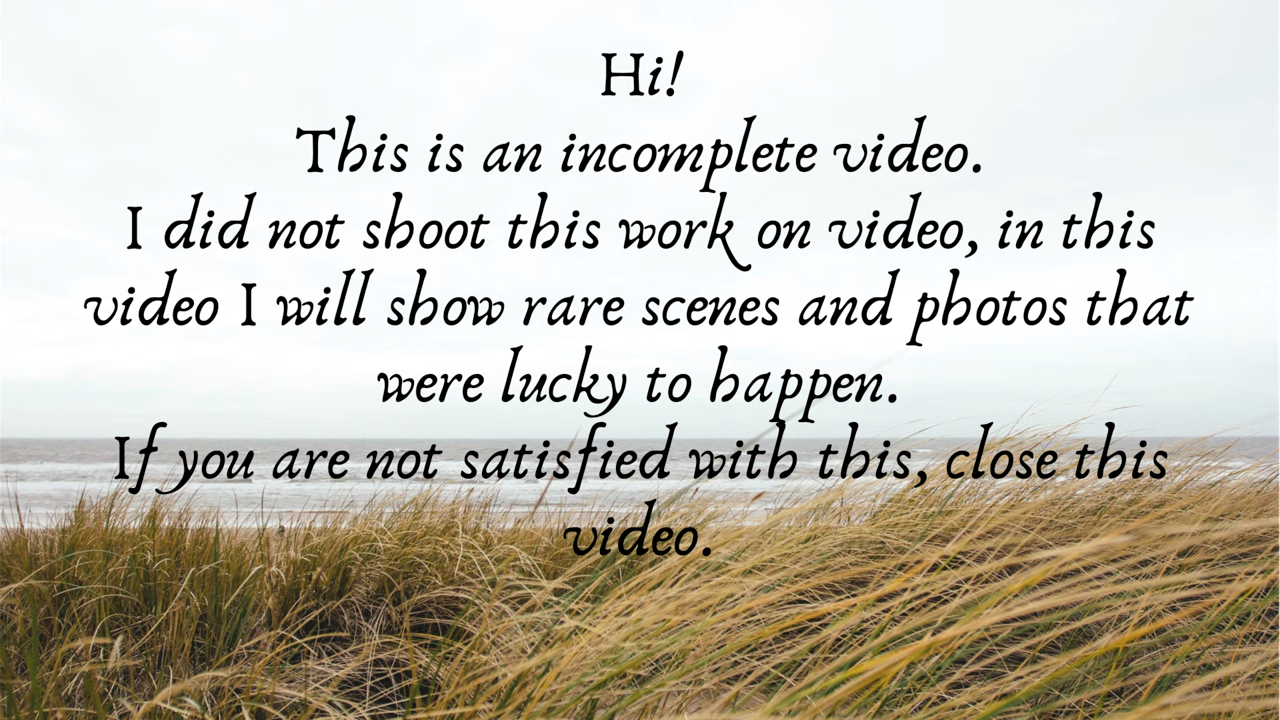 Hi!
This is an incomplete video.
I did not shoot this work on video, in this
video I will show rare scenes and photos that
were lucky to happen.
If you are not satisfied with this, close this
video.